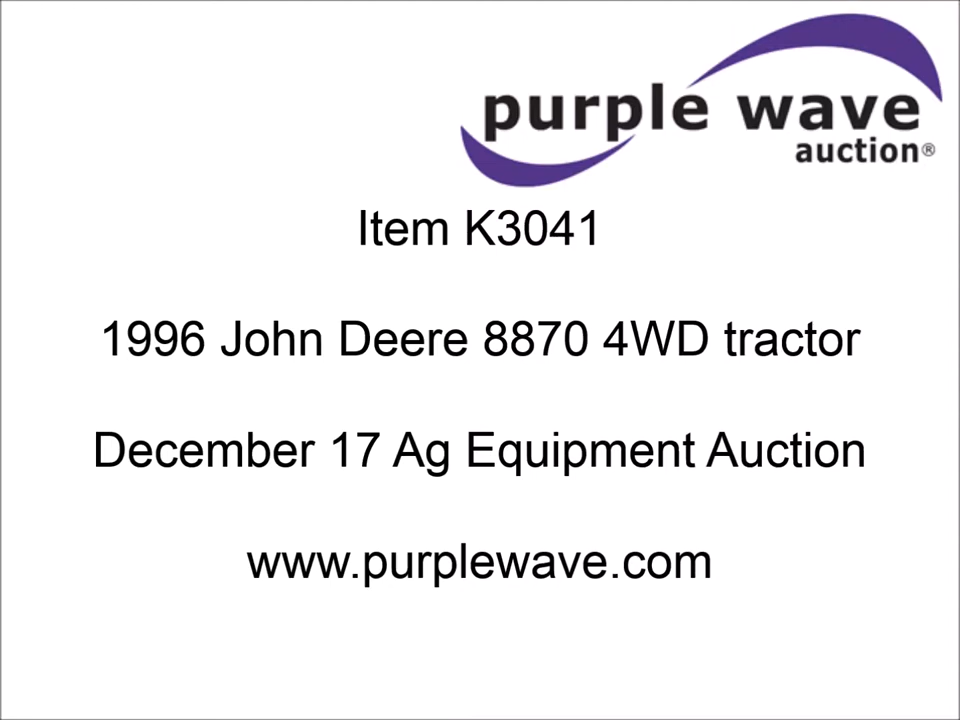 purple wave
auction®
Item K3041
1996 John Deere 8870 4WD tractor
December 17 Ag Equipment Auction
www.purplewave.com